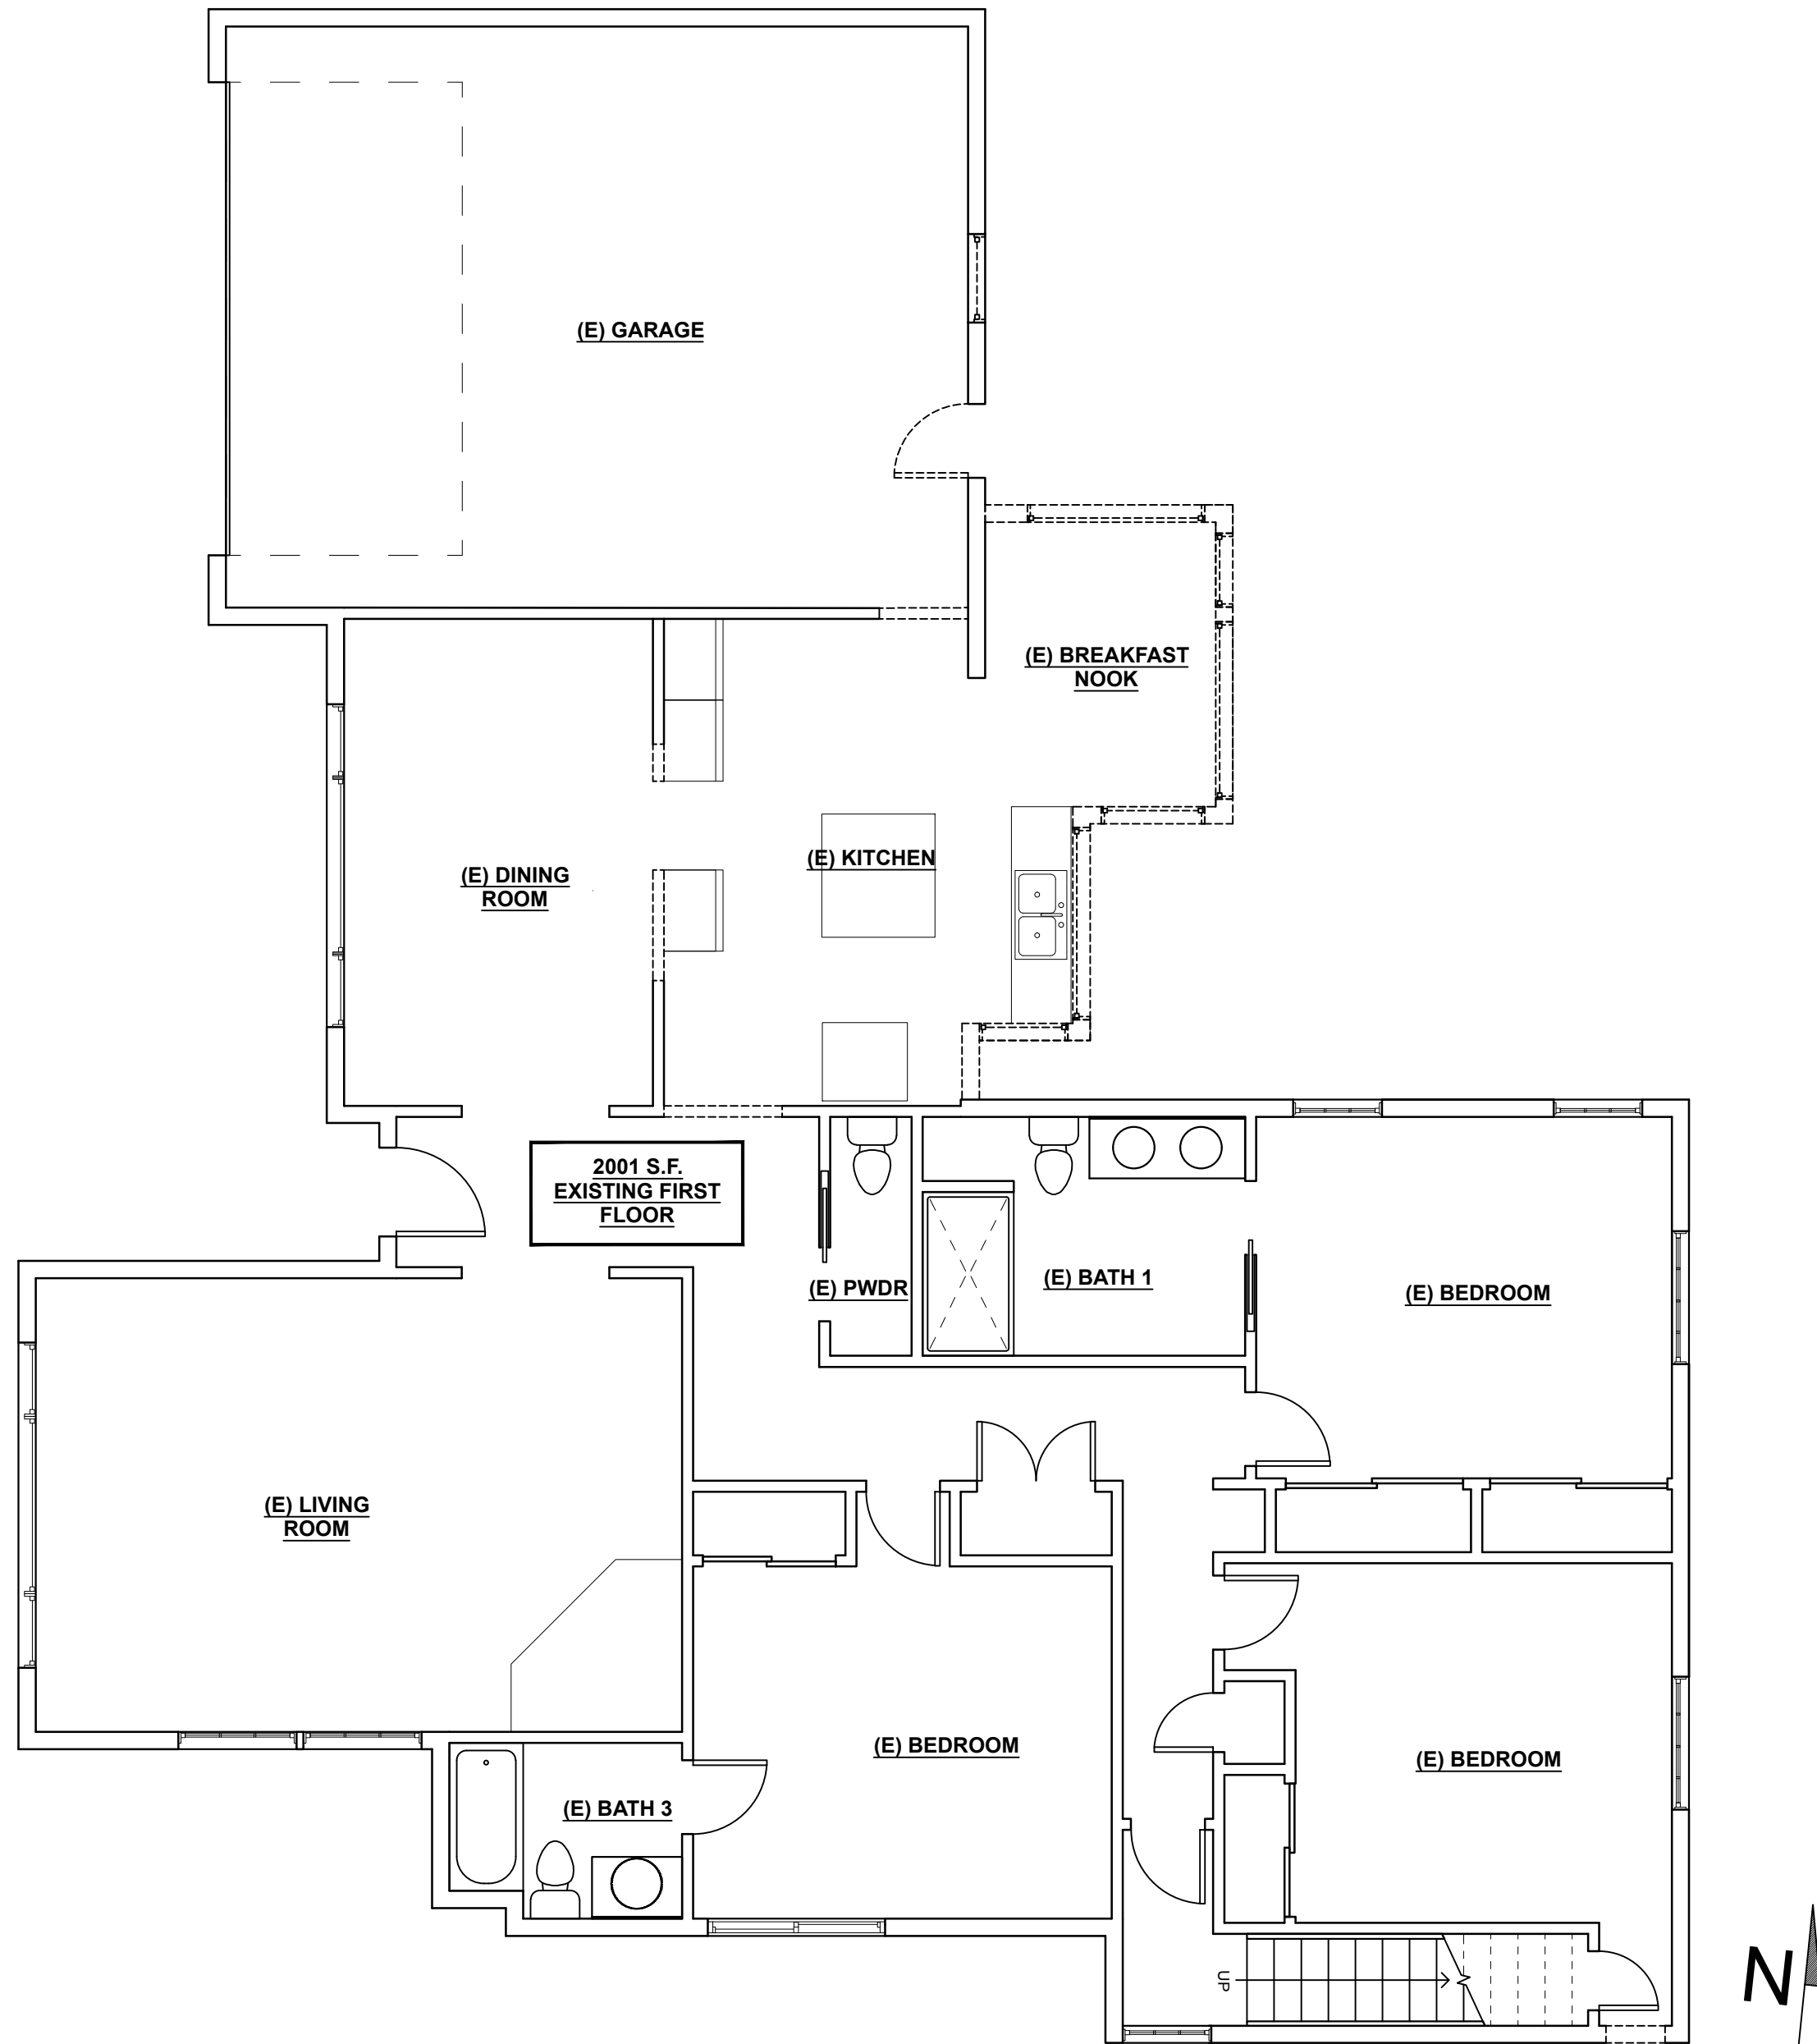 (E) GARAGE
(E) BREAKFAST
NOOK
(E) KITCHEN
(E) DINING
ROOM
2001 S.F.
EXISTING FIRST
FLOOR
(E) PWDR
(E) BATH 1
(E) BEDROOM
(E) LIVING
ROOM
(E) BEDROOM
(E) BEDROOM
(E) BATH 3
UP
N